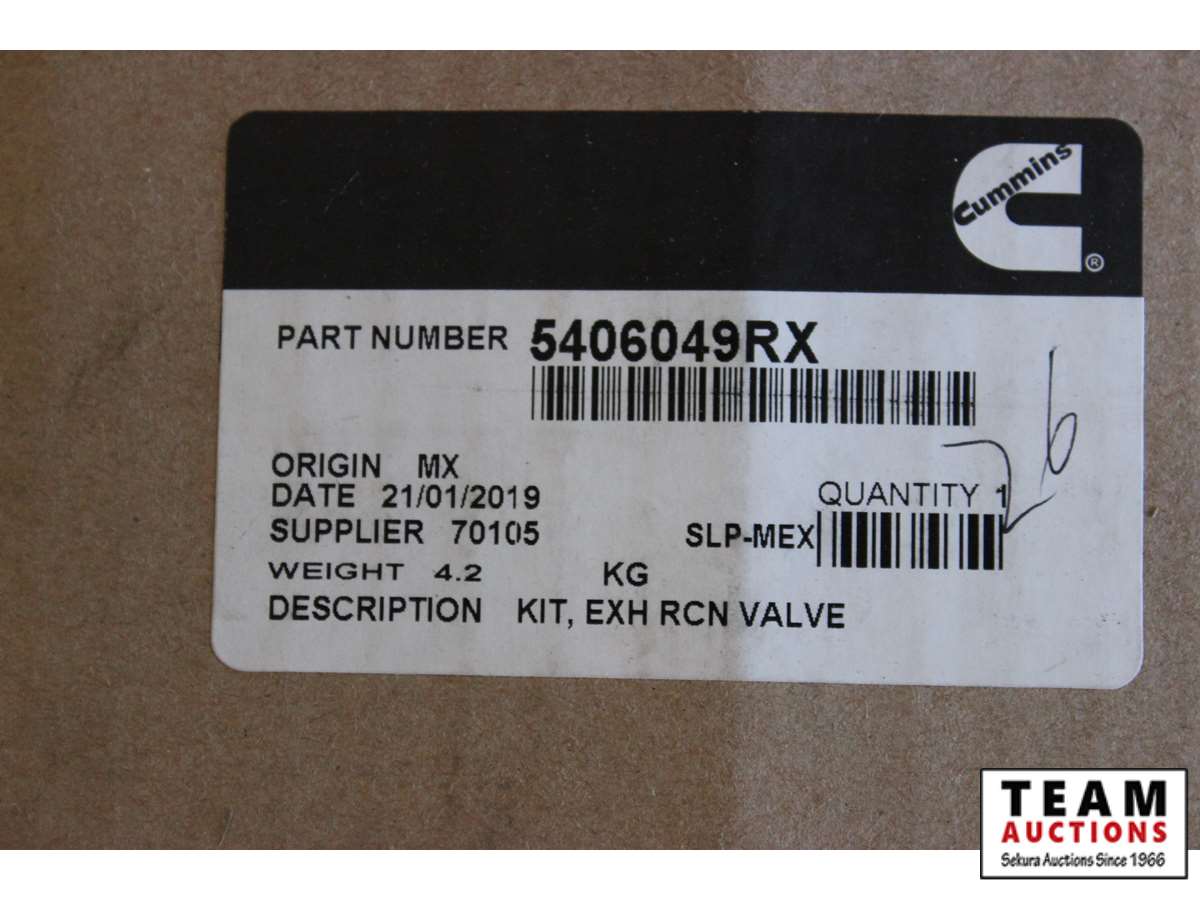 Cummins
®
PART NUMBER 5406049RX
ORIGIN MX
DATE 21/01/2019
QUANTITY 1
SUPPLIER 70105
SLP-MEX
WEIGHT 4.2 KG
DESCRIPTION KIT, EXH RCN VALVE
TEAM
AUCTIONS
Sekura Auctions Since 1966